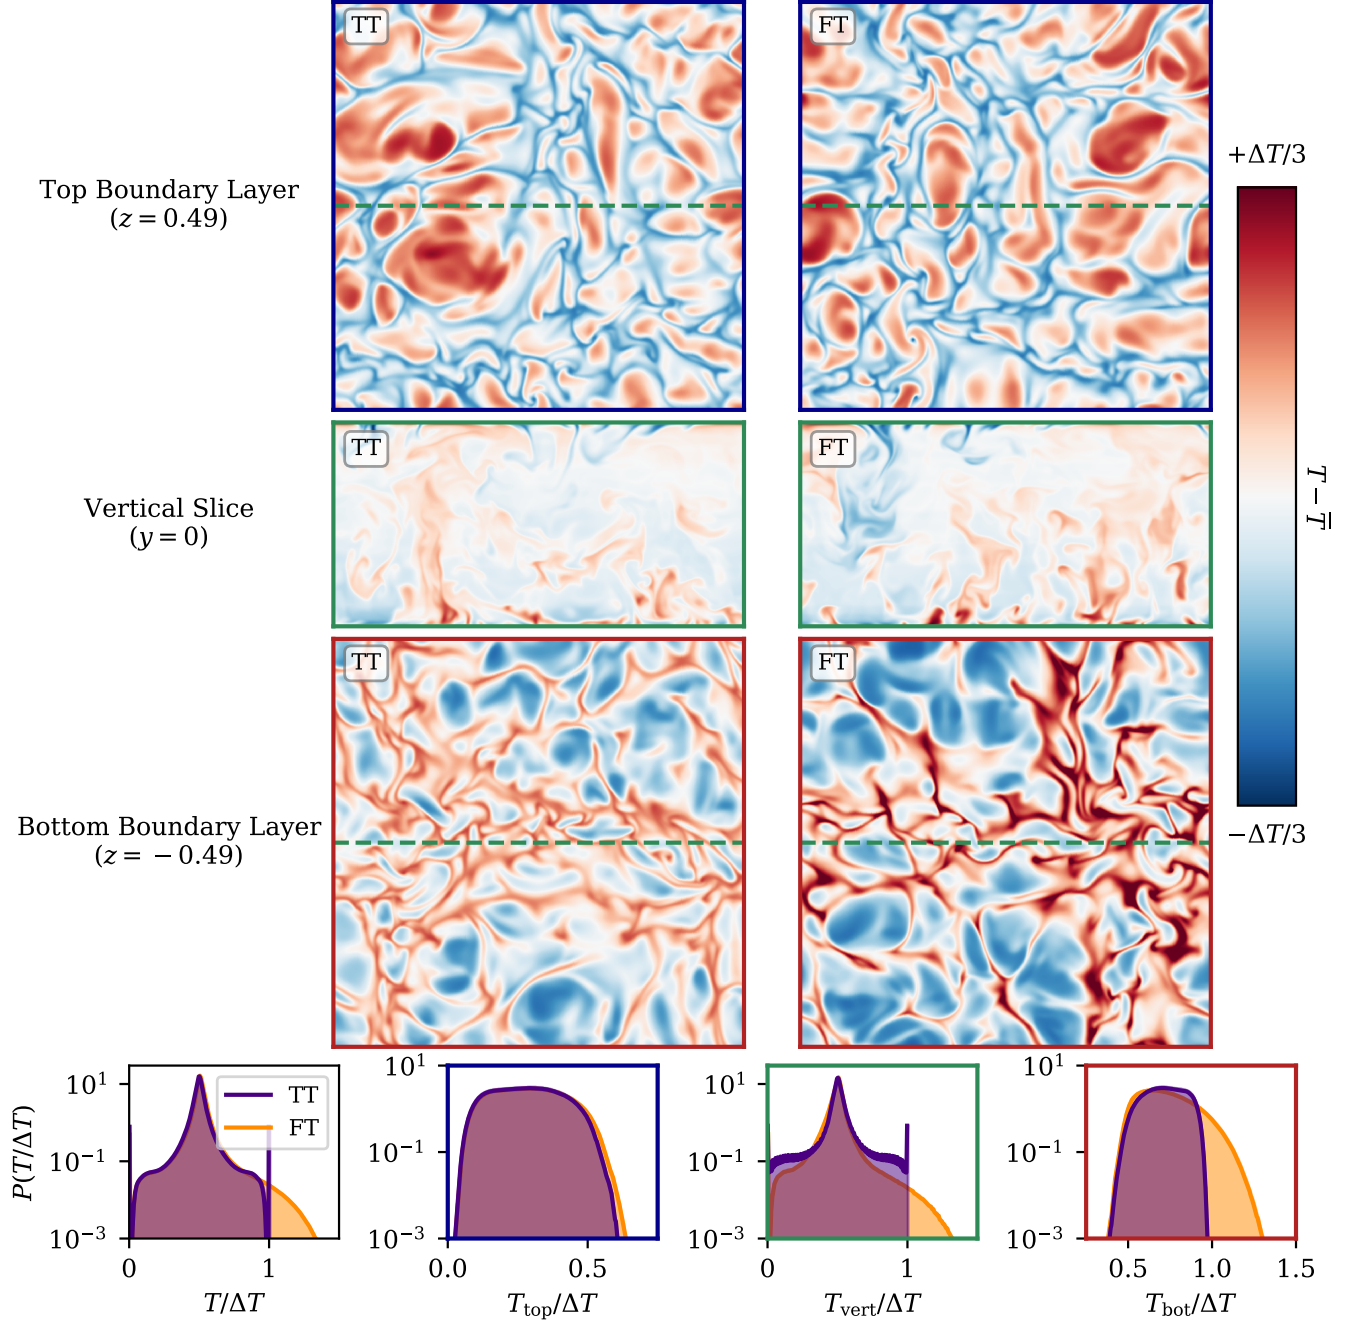 TT
FT
Top Boundary Layer
(z = 0.49)
+ΔT/3
TT
FT
Vertical Slice
(y = 0)
T − T̅
TT
FT
Bottom Boundary Layer
(z = −0.49)
−ΔT/3
P(T/ΔT)
10¹
10⁻¹
10⁻³
0
1
T/ΔT
TT
FT
10¹
10⁻¹
10⁻³
0.0
0.5
T_top/ΔT
10¹
10⁻¹
10⁻³
0
1
T_vert/ΔT
10¹
10⁻¹
10⁻³
0.5
1.0
1.5
T_bot/ΔT